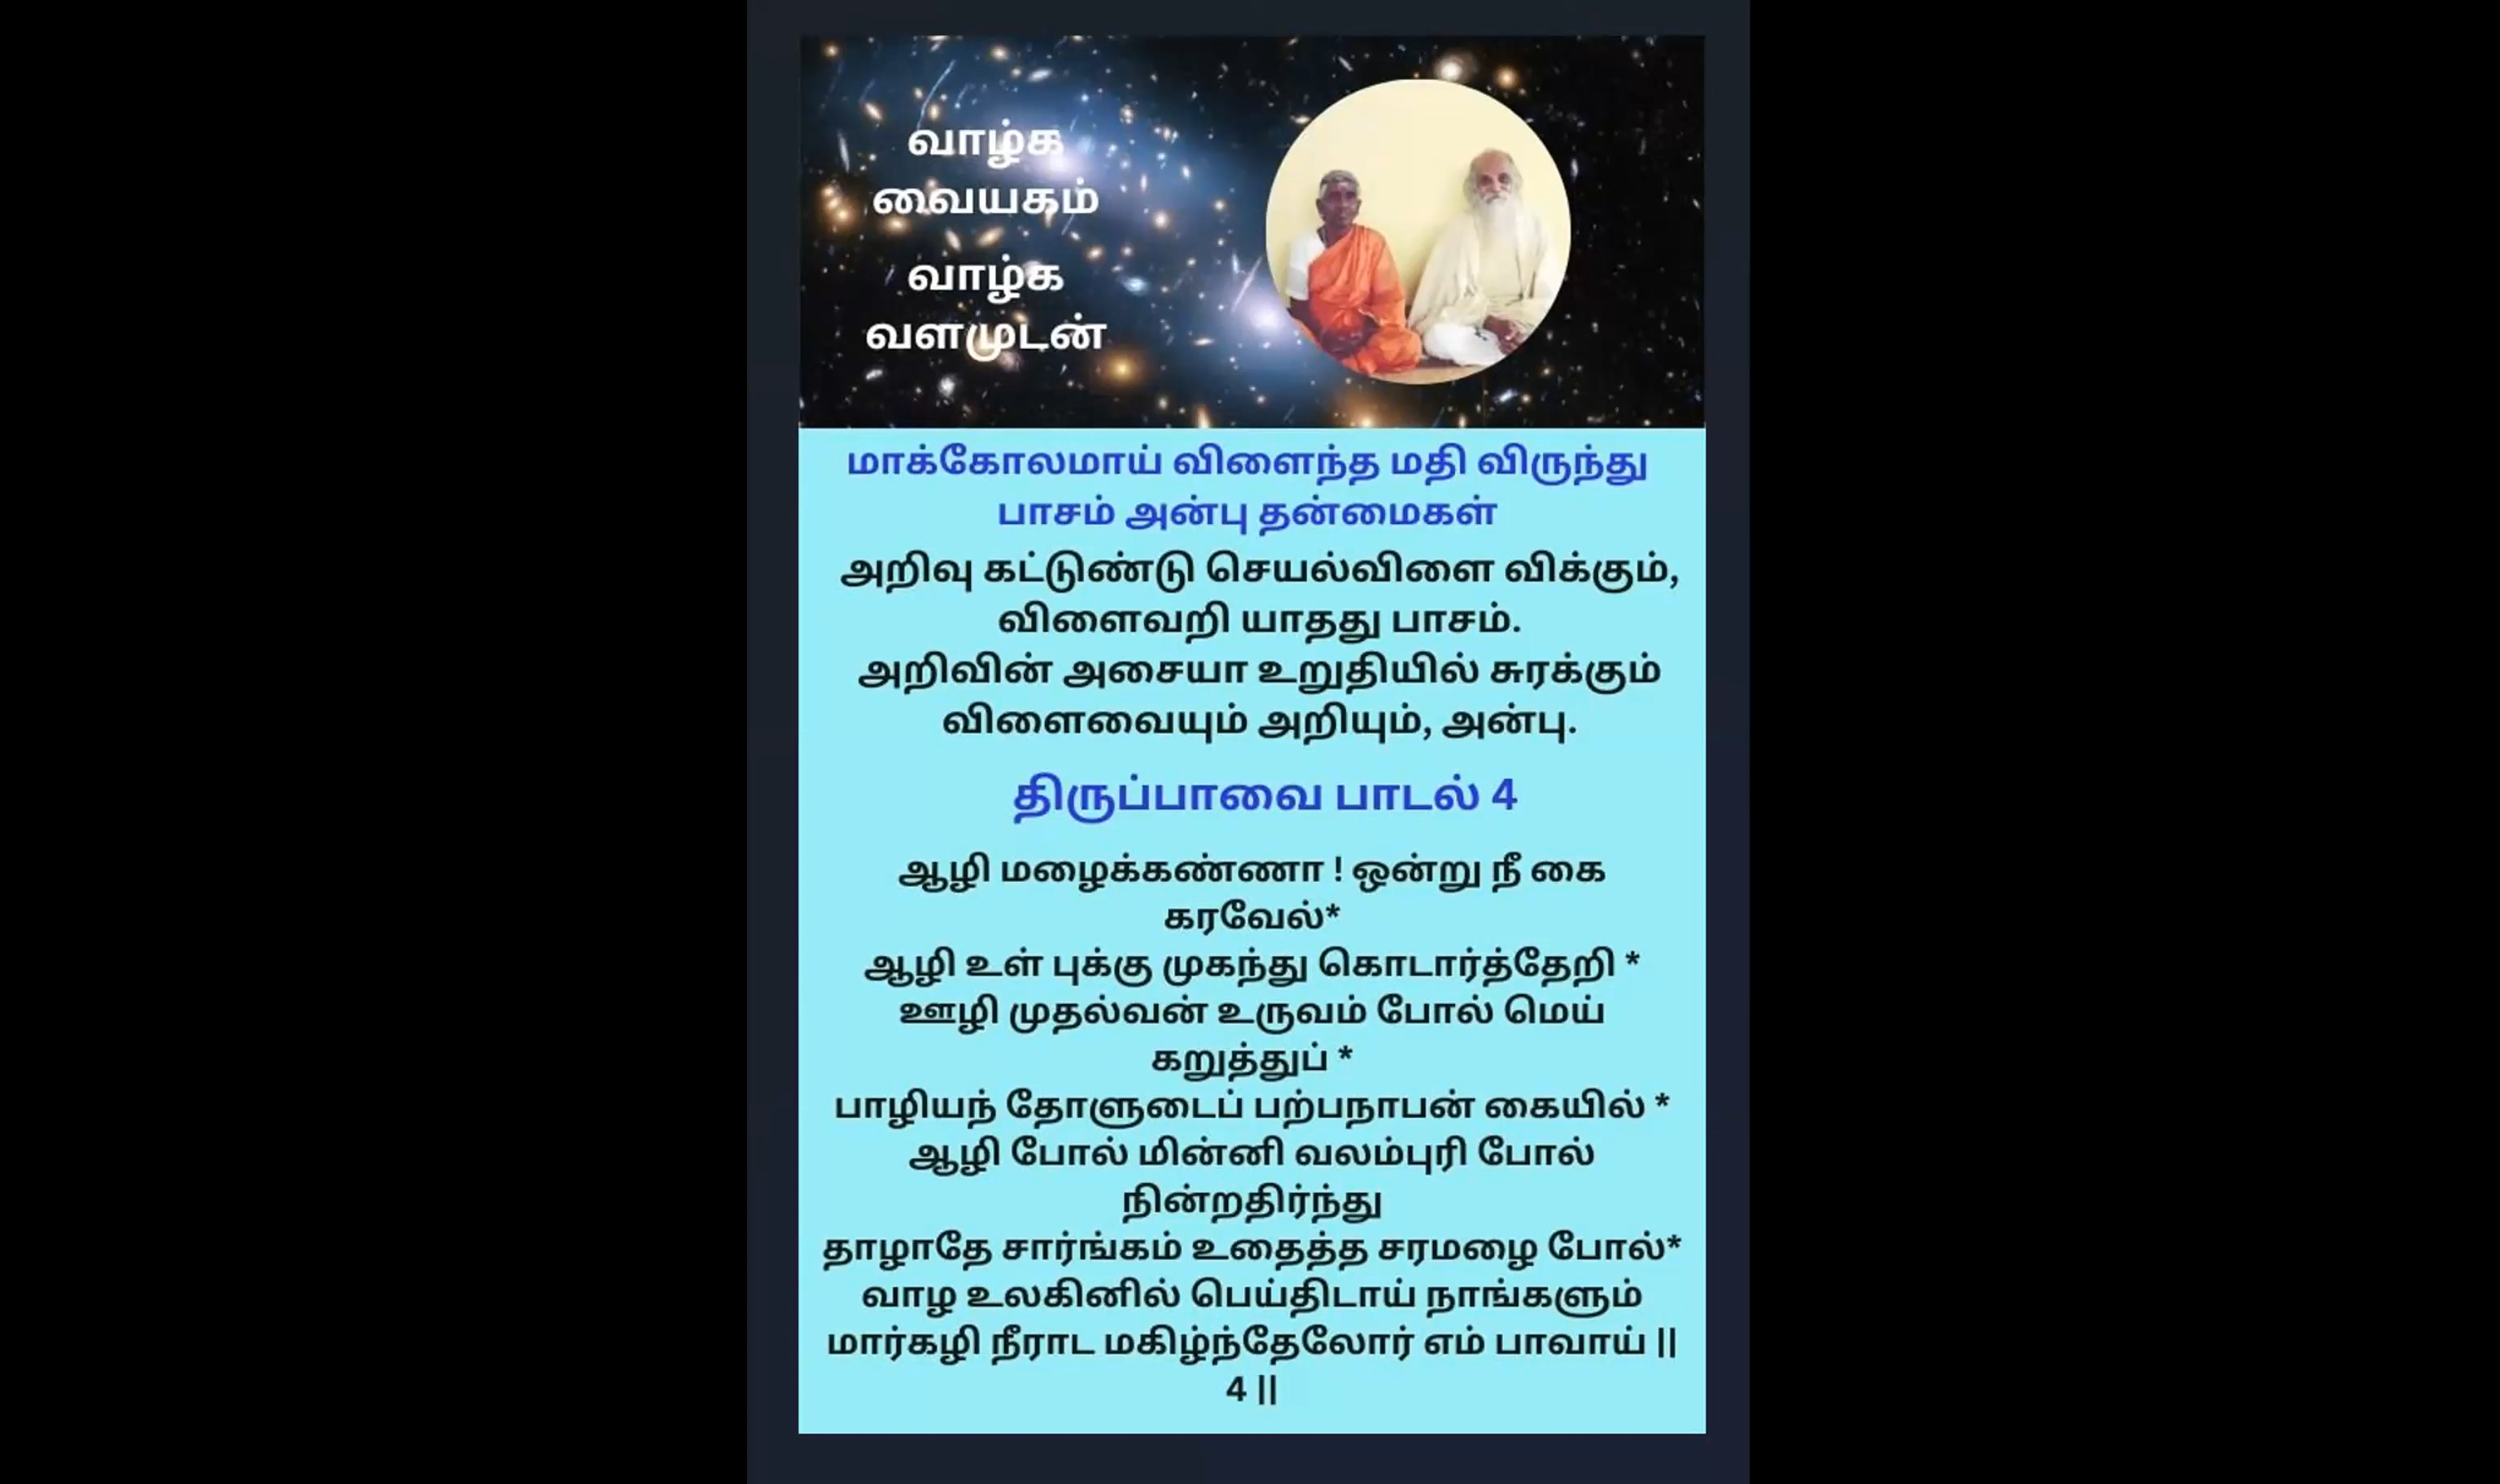 வாழ்க
வையகம்
வாழ்க
வளமுடன்
மாக்கோலமாய் விளைந்த மதி விருந்து
பாசம் அன்பு தன்மைகள்
அறிவு கட்டுண்டு செயல்விளை விக்கும்,
விளைவறி யாதது பாசம்.
அறிவின் அசையா உறுதியில் சுரக்கும்
விளைவையும் அறியும், அன்பு.
திருப்பாவை பாடல் 4
ஆழி மழைக்கண்ணா ! ஒன்று நீ கை
கரவேல்*
ஆழி உள் புக்கு முகந்து கொடார்த்தேறி *
ஊழி முதல்வன் உருவம் போல் மெய்
கறுத்துப் *
பாழியந் தோளுடைப் பற்பநாபன் கையில் *
ஆழி போல் மின்னி வலம்புரி போல்
நின்றதிர்ந்து
தாழாதே சார்ங்கம் உதைத்த சரமழை போல்*
வாழ உலகினில் பெய்திடாய் நாங்களும்
மார்கழி நீராட மகிழ்ந்தேலோர் எம் பாவாய் ||
4 ||